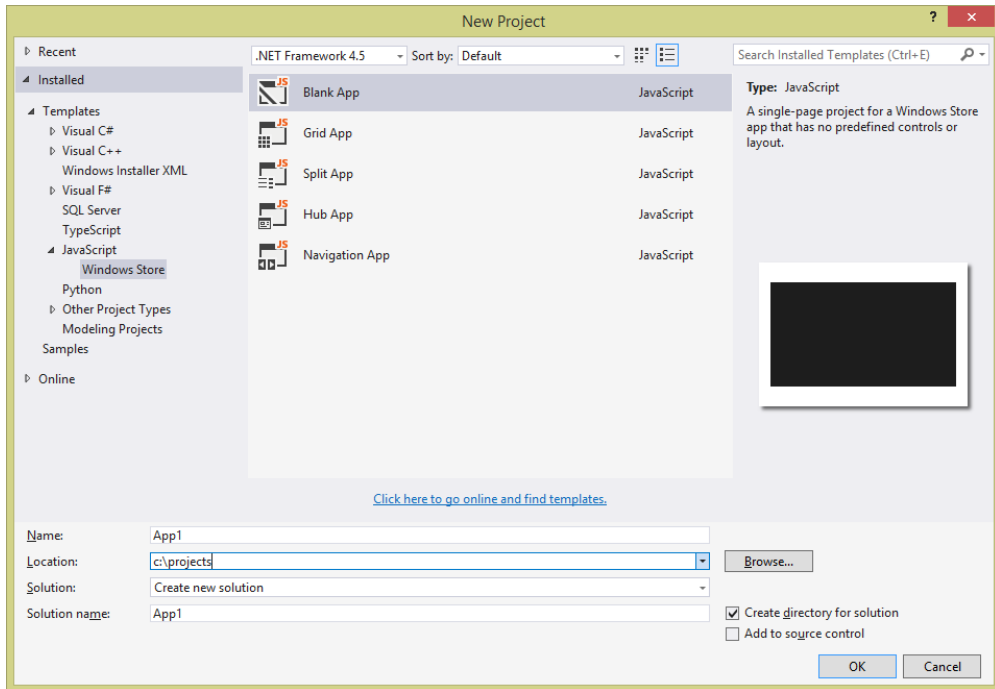 New Project
?
Recent
Installed
Templates
Visual C#
Visual C++
Windows Installer XML
Visual F#
SQL Server
TypeScript
JavaScript
Windows Store
Python
Other Project Types
Modeling Projects
Samples
Online
.NET Framework 4.5 Sort by: Default
JS Blank App JavaScript
JS Grid App JavaScript
JS Split App JavaScript
JS Hub App JavaScript
JS Navigation App JavaScript
Click here to go online and find templates.
Search Installed Templates (Ctrl+E)
Type: JavaScript
A single-page project for a Windows Store
app that has no predefined controls or
layout.
Name: App1
Location: c:\projects Browse...
Solution: Create new solution
Solution name: App1 Create directory for solution
Add to source control
OK Cancel